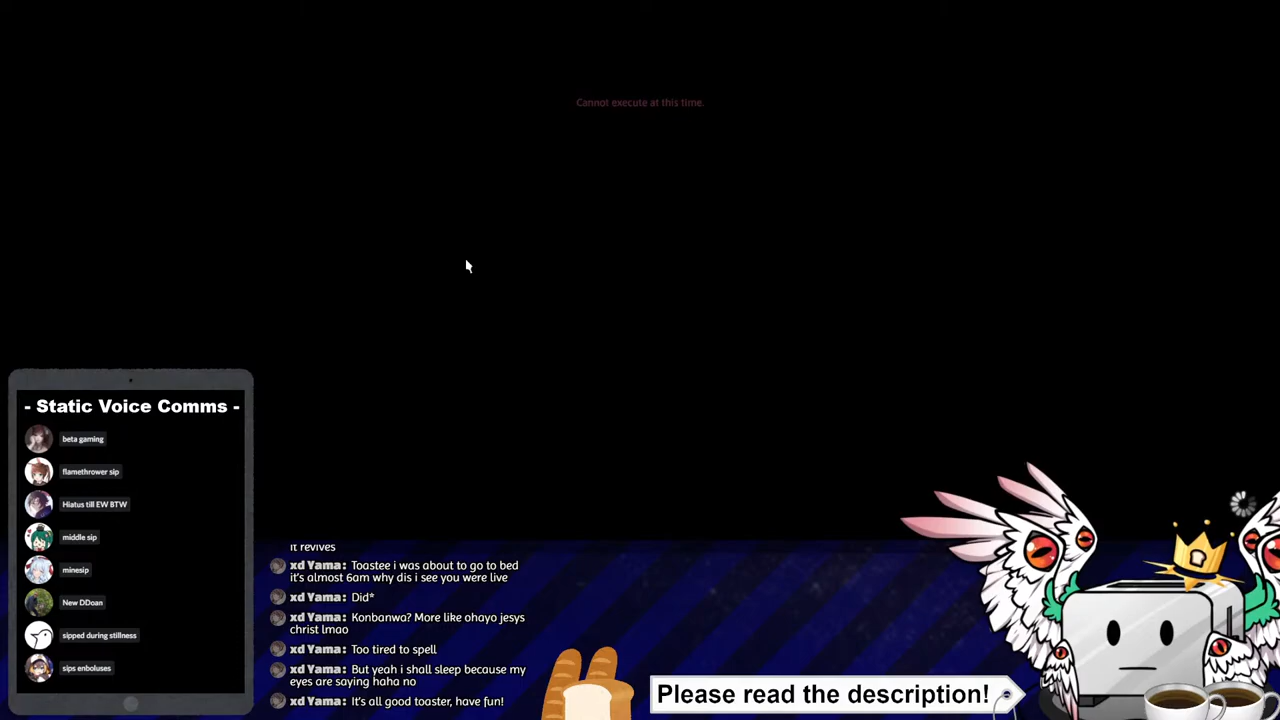 Cannot execute at this time.
- Static Voice Comms -
beta gaming
flamethrower sip
Hiatus till EW BTW
middle sip
minesip
New DDoan
sipped during stillness
sips enboluses
it revives
xd Yama: Toastee i was about to go to bed
it's almost 6am why dis i see you were live
xd Yama: Did*
xd Yama: Konbanwa? More like ohayo jesys
christ lmao
xd Yama: Too tired to spell
xd Yama: But yeah i shall sleep because my
eyes are saying haha no
xd Yama: It's all good toaster, have fun!
Please read the description!